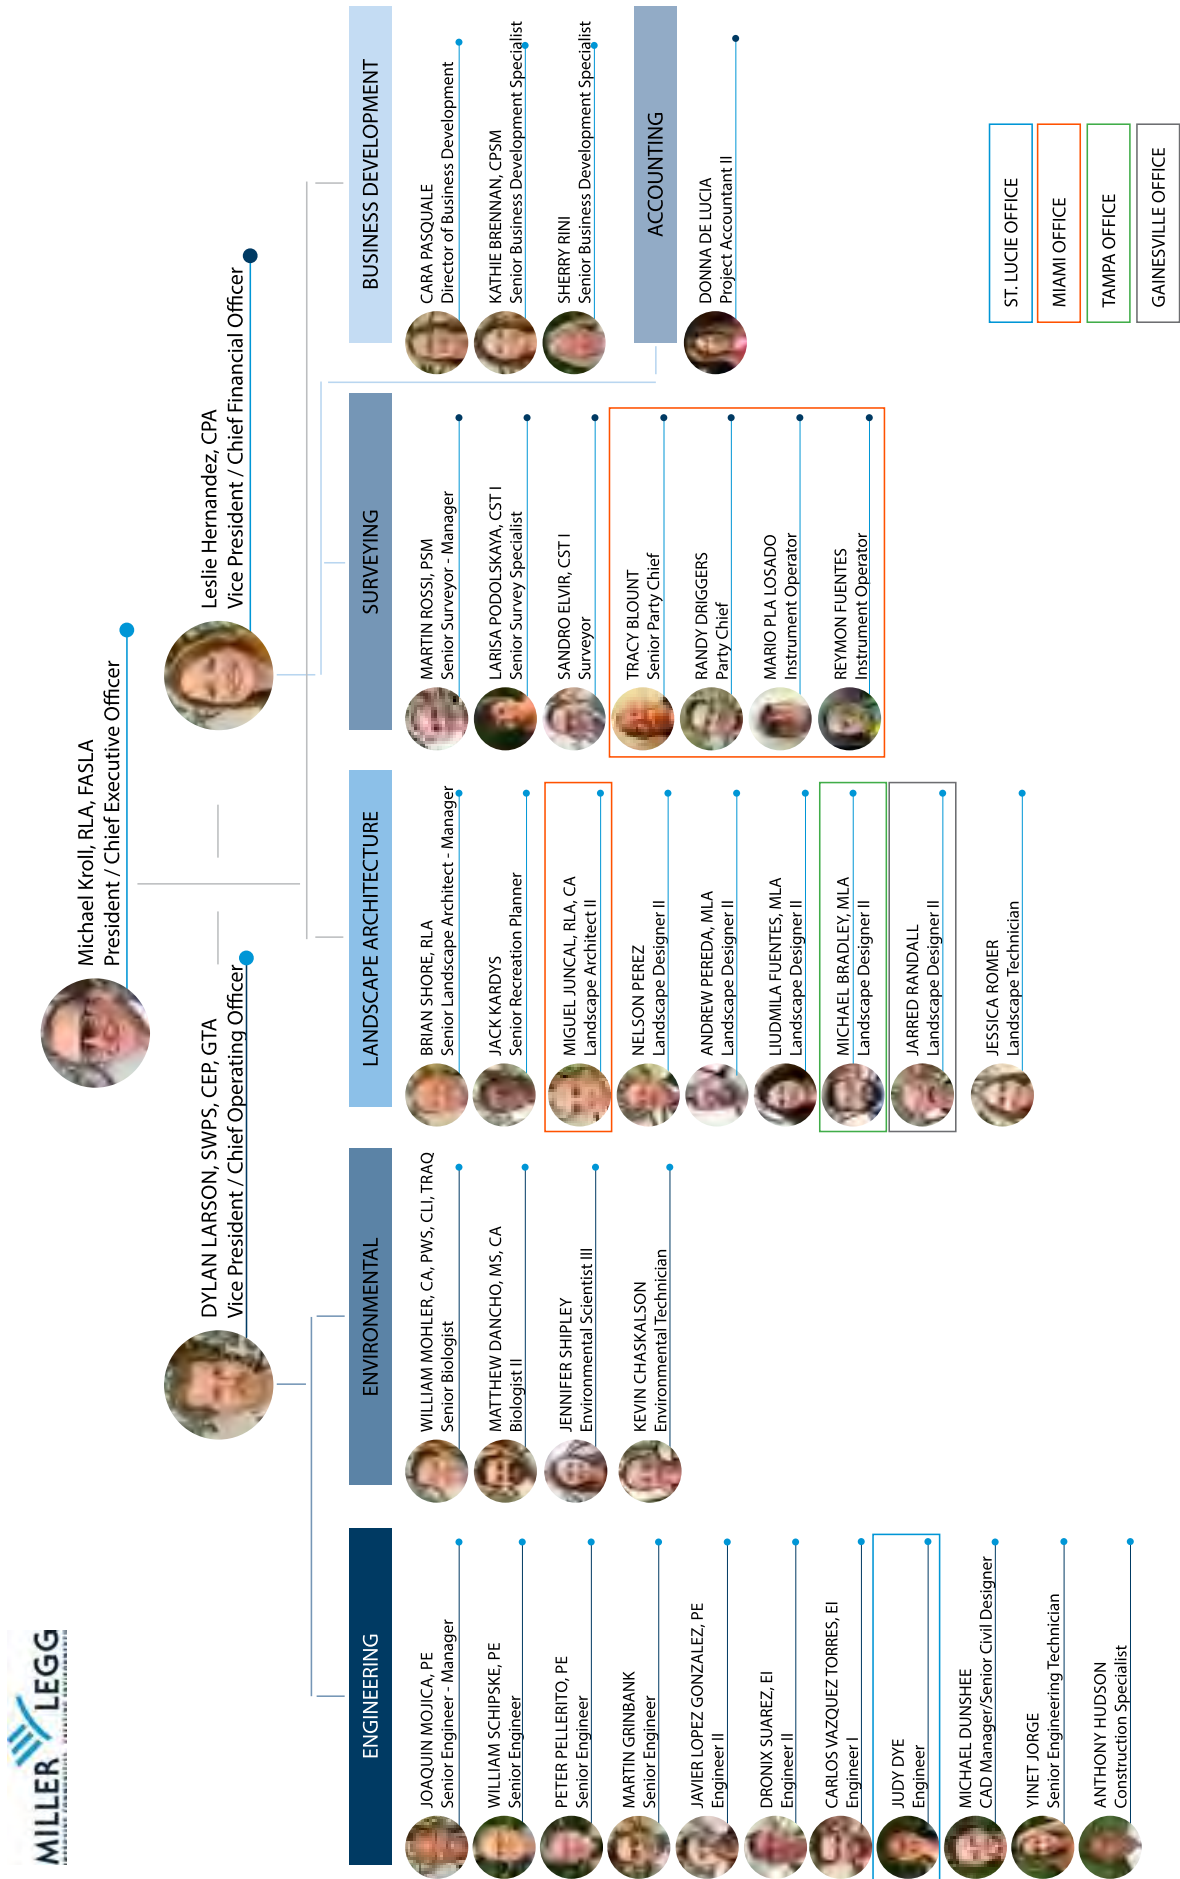 MILLER LEGG
Michael Kroll, RLA, FASLA
President / Chief Executive Officer
DYLAN LARSON, SWPS, CEP, GTA
Vice President / Chief Operating Officer
Leslie Hernandez, CPA
Vice President / Chief Financial Officer
ENGINEERING
JOAQUIN MOJICA, PE
Senior Engineer - Manager
WILLIAM SCHIPSKE, PE
Senior Engineer
PETER PELLERITO, PE
Senior Engineer
MARTIN GRINBANK
Senior Engineer
JAVIER LOPEZ GONZALEZ, PE
Engineer II
DRONIX SUAREZ, EI
Engineer II
CARLOS VAZQUEZ TORRES, EI
Engineer I
JUDY DYE
Engineer
MICHAEL DUNSHEE
CAD Manager/Senior Civil Designer
YINET JORGE
Senior Engineering Technician
ANTHONY HUDSON
Construction Specialist
ENVIRONMENTAL
WILLIAM MOHLER, CA, PWS, CLI, TRAQ
Senior Biologist
MATTHEW DANCHO, MS, CA
Biologist II
JENNIFER SHIPLEY
Environmental Scientist III
KEVIN CHASKALSON
Environmental Technician
LANDSCAPE ARCHITECTURE
BRIAN SHORE, RLA
Senior Landscape Architect - Manager
JACK KARDYS
Senior Recreation Planner
MIGUEL JUNCAL, RLA, CA
Landscape Architect II
NELSON PEREZ
Landscape Designer II
ANDREW PEREDA, MLA
Landscape Designer II
LIUDMILA FUENTES, MLA
Landscape Designer II
MICHAEL BRADLEY, MLA
Landscape Designer II
JARRED RANDALL
Landscape Designer II
JESSICA ROMER
Landscape Technician
SURVEYING
MARTIN ROSSI, PSM
Senior Surveyor - Manager
LARISA PODOLSKAYA, CST I
Senior Survey Specialist
SANDRO ELVIR, CST I
Surveyor
TRACY BLOUNT
Senior Party Chief
RANDY DRIGGERS
Party Chief
MARIO PLA LOSADO
Instrument Operator
REYMON FUENTES
Instrument Operator
BUSINESS DEVELOPMENT
CARA PASQUALE
Director of Business Development
KATHIE BRENNAN, CPSM
Senior Business Development Specialist
SHERRY RINI
Senior Business Development Specialist
ACCOUNTING
DONNA DE LUCIA
Project Accountant II
ST. LUCIE OFFICE
MIAMI OFFICE
TAMPA OFFICE
GAINESVILLE OFFICE